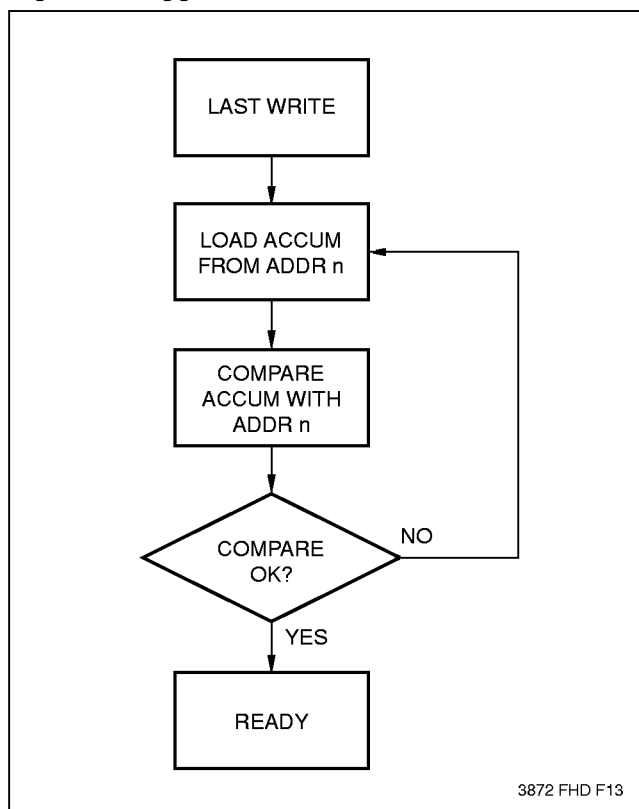 LAST WRITE
LOAD ACCUM
FROM ADDR n
COMPARE
ACCUM WITH
ADDR n
COMPARE
OK?
NO
YES
READY
3872 FHD F13